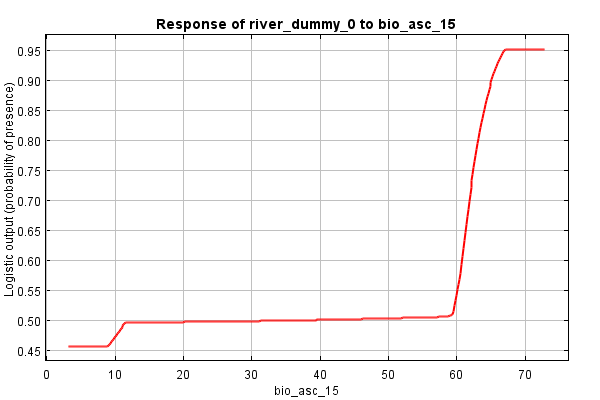 Response of river_dummy_0 to bio_asc_15
Logistic output (probability of presence)
0.95
0.90
0.85
0.80
0.75
0.70
0.65
0.60
0.55
0.50
0.45
0 10 20 30 40 50 60 70
bio_asc_15